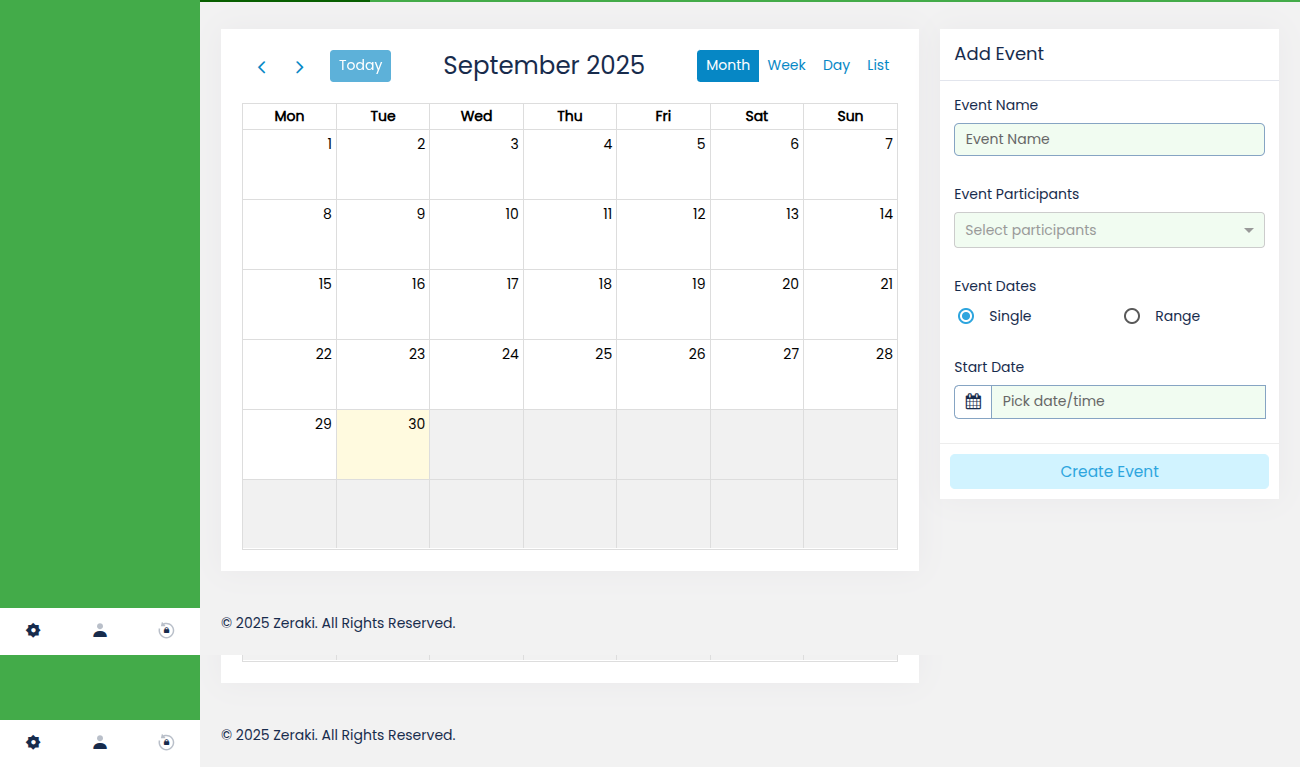 Today September 2025 Month Week Day List
Mon Tue Wed Thu Fri Sat Sun
1 2 3 4 5 6 7
8 9 10 11 12 13 14
15 16 17 18 19 20 21
22 23 24 25 26 27 28
29 30
Add Event
Event Name
Event Name
Event Participants
Select participants
Event Dates
Single Range
Start Date
Pick date/time
Create Event
© 2025 Zeraki. All Rights Reserved.
© 2025 Zeraki. All Rights Reserved.